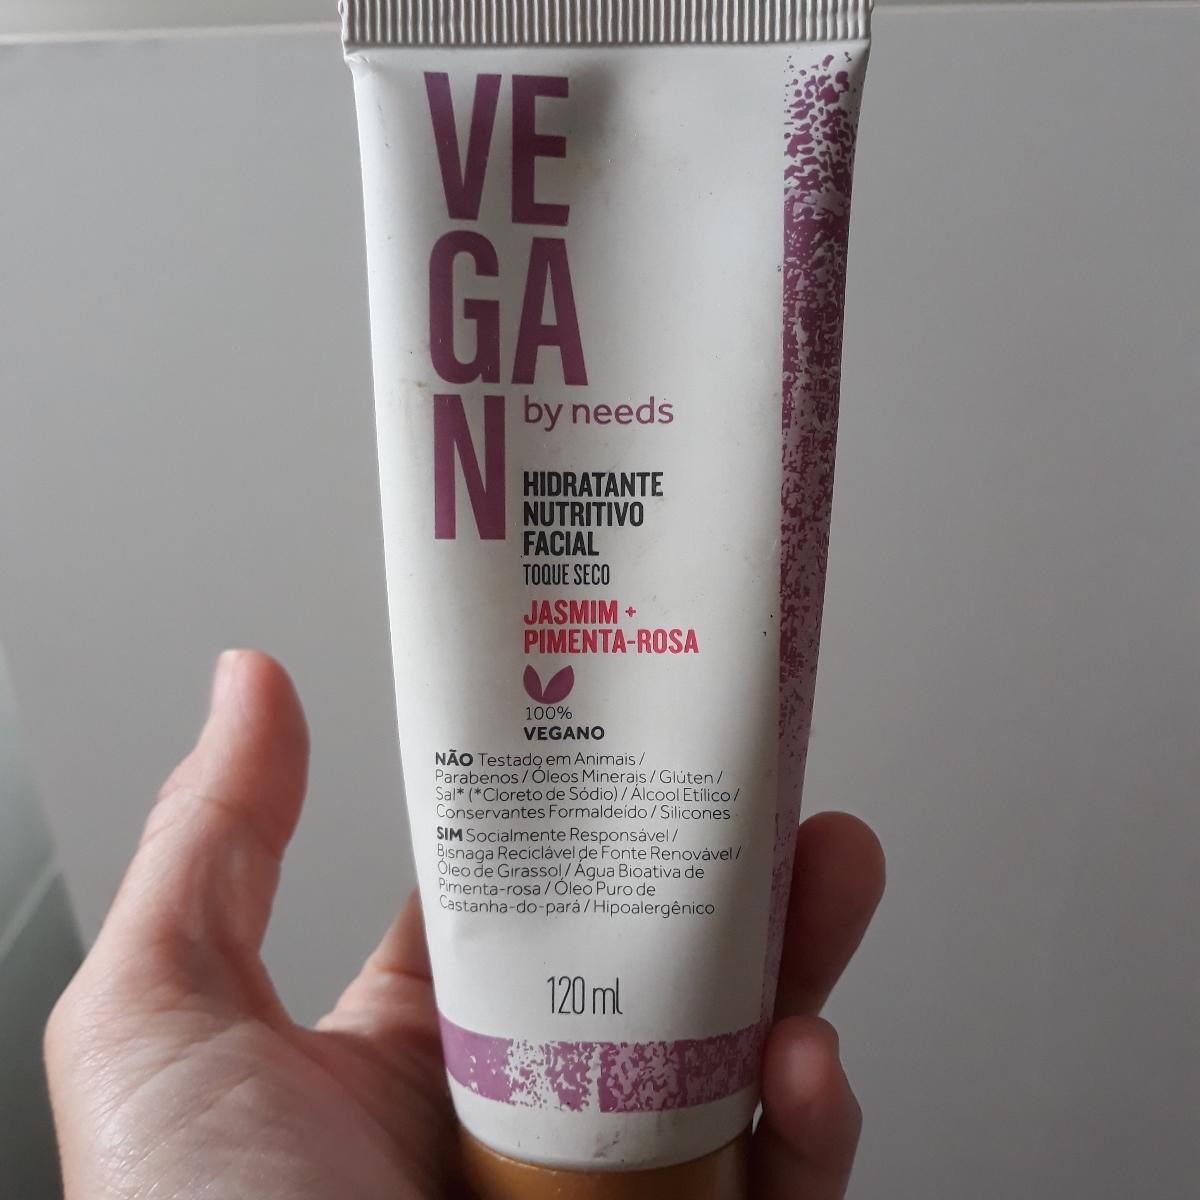 VE
GA
N
by needs
HIDRATANTE
NUTRITIVO
FACIAL
TOQUE SECO
JASMIM +
PIMENTA-ROSA
100%
VEGANO
NÃO Testado em Animais /
Parabenos / Óleos Minerais / Glúten /
Sal* (*Cloreto de Sódio) / Álcool Etílico /
Conservantes Formaldeído / Silicones
SIM Socialmente Responsável /
Bisnaga Reciclável de Fonte Renovável /
Óleo de Girassol / Água Bioativa de
Pimenta-rosa / Óleo Puro de
Castanha-do-pará / Hipoalergênico
120 ml